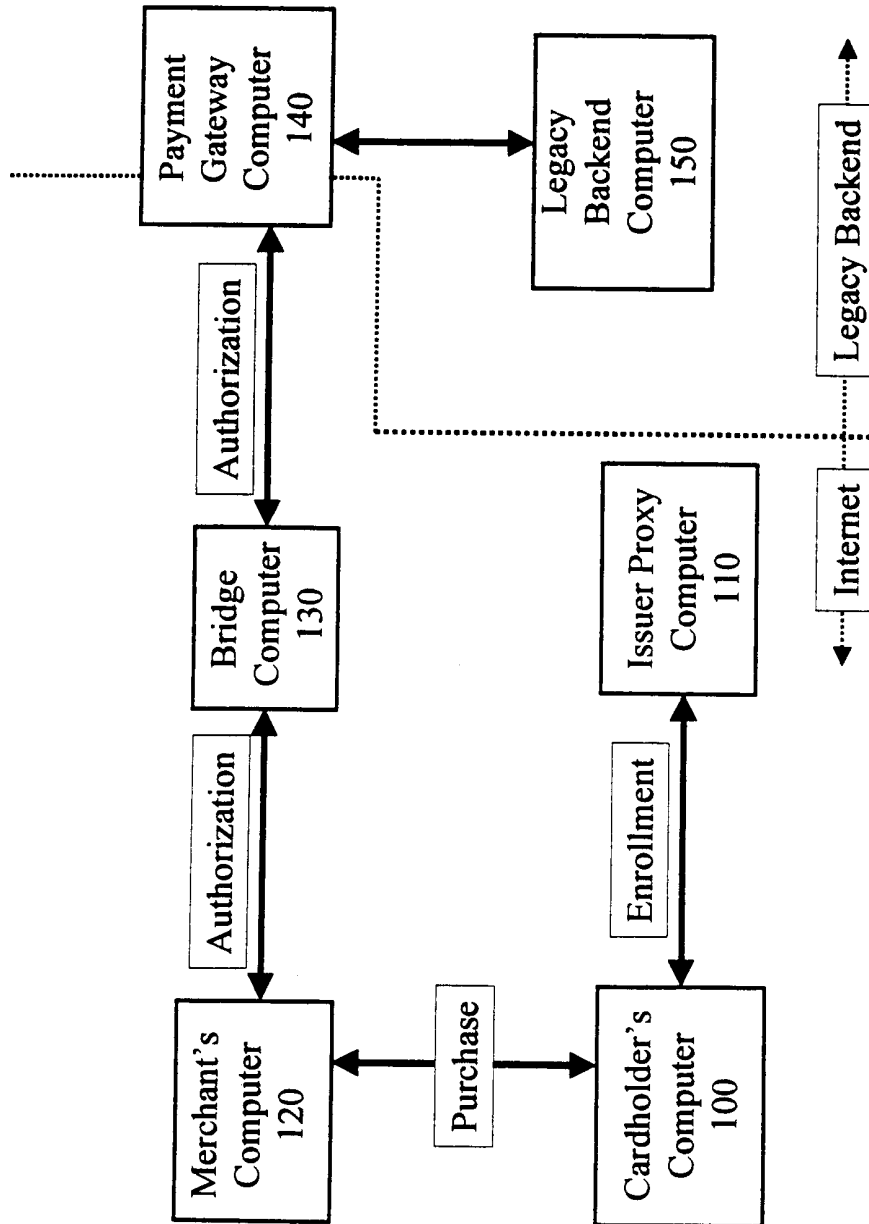 Merchant's
Computer
120
Authorization
Bridge
Computer
130
Authorization
Payment
Gateway
Computer
140
Purchase
Cardholder's
Computer
100
Enrollment
Issuer Proxy
Computer
110
Legacy
Backend
Computer
150
Internet
Legacy Backend